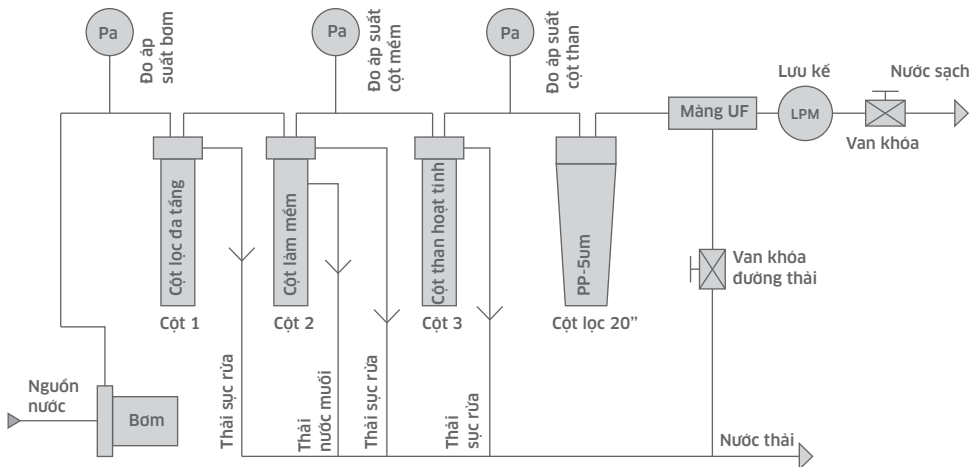 Pa
Đo áp
suất bơm
Pa
Đo áp suất
cột mềm
Pa
Đo áp suất
cột than
Lưu kế
Nước sạch
Màng UF
LPM
Van khóa
Cột lọc đa tầng
Cột làm mềm
Cột than hoạt tính
PP-5um
Van khóa
đường thải
Cột 1
Cột 2
Cột 3
Cột lọc 20”
Nguồn
nước
Bơm
Thải sục rửa
Thải
nước muối
Thải sục rửa
Thải
sục rửa
Nước thải